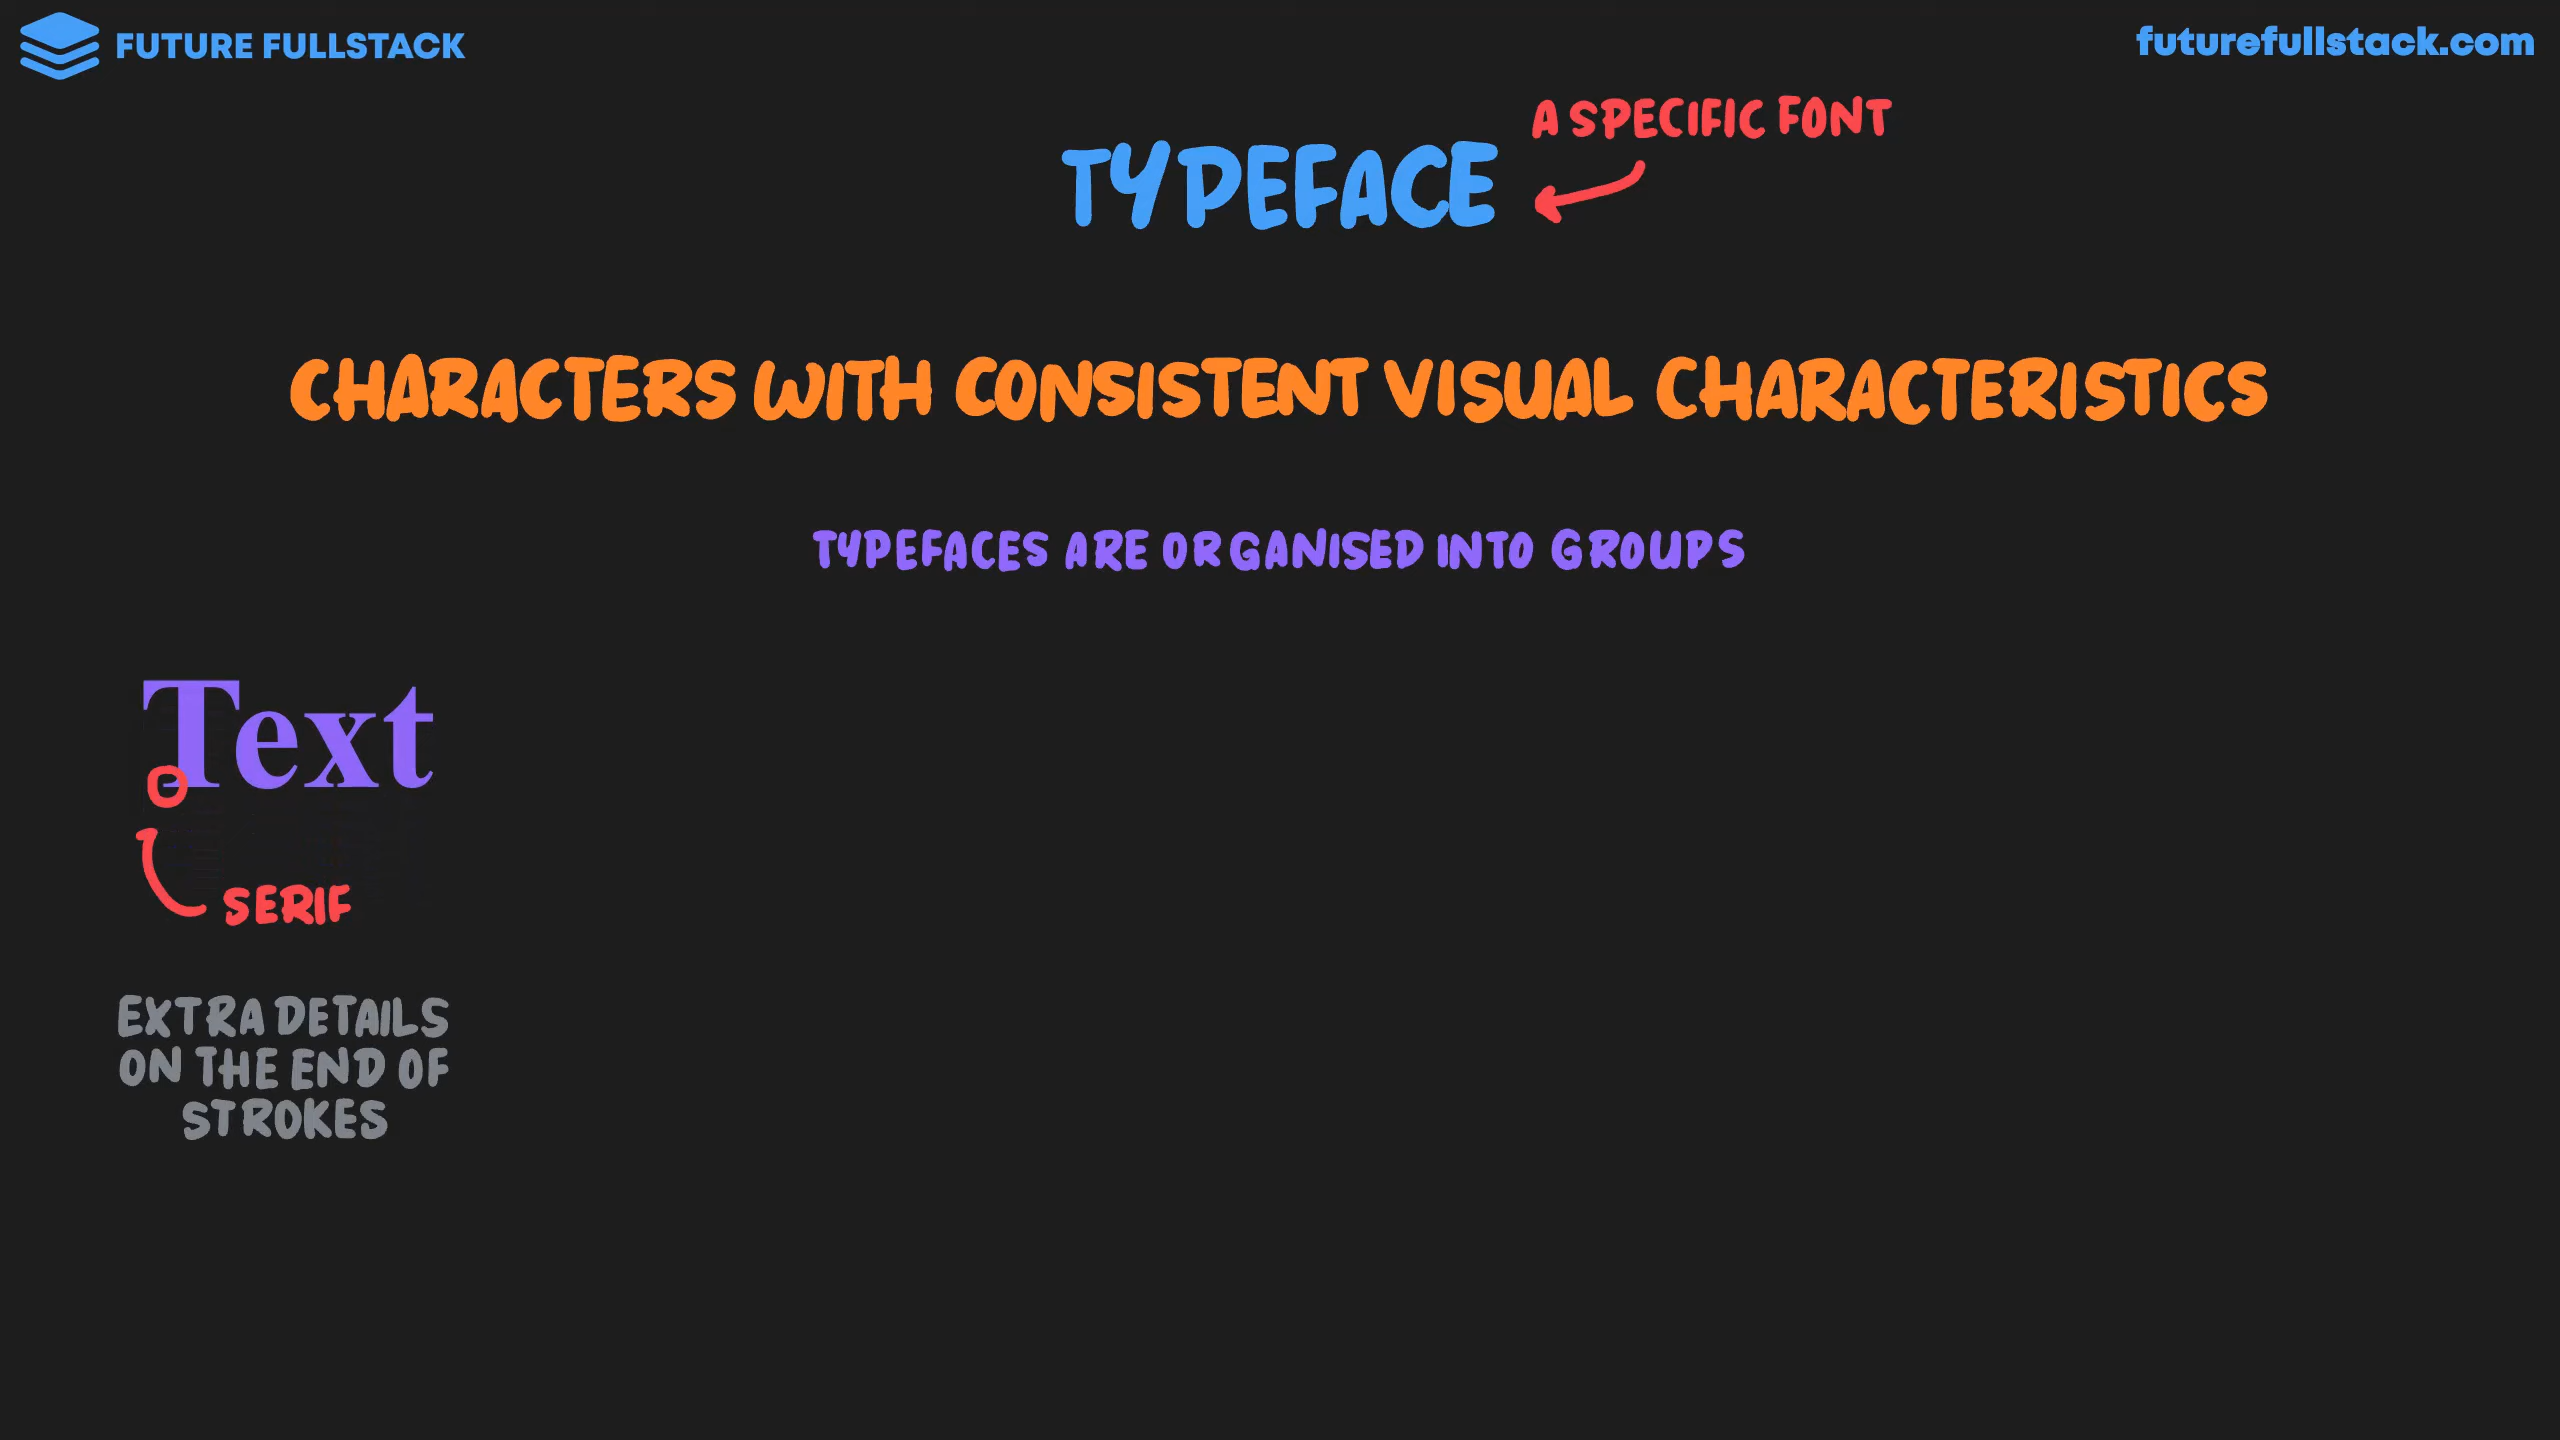 FUTURE FULLSTACK
futurefullstack.com
A SPECIFIC FONT
TYPEFACE
CHARACTERS WITH CONSISTENT VISUAL CHARACTERISTICS
TYPEFACES ARE ORGANISED INTO GROUPS
Text
SERIF
EXTRA DETAILS
ON THE END OF
STROKES